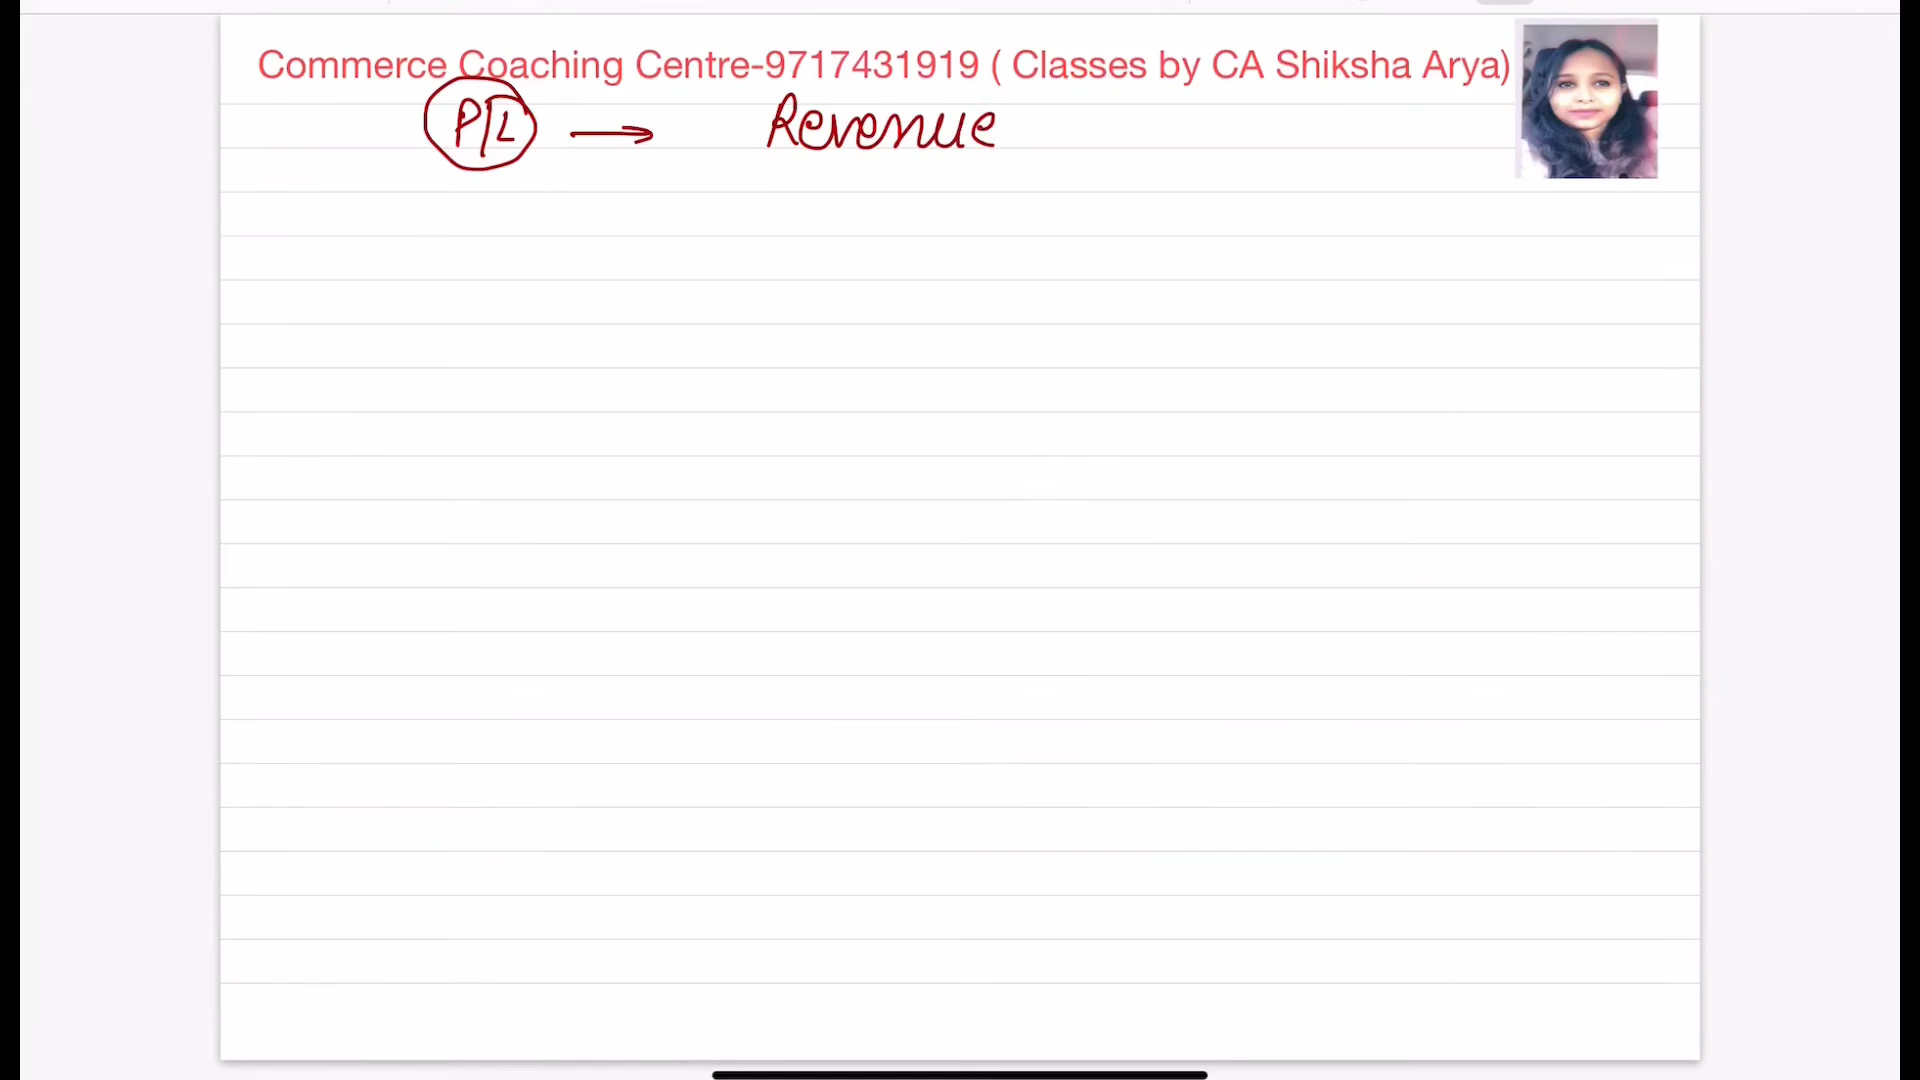 Commerce Coaching Centre-9717431919 ( Classes by CA Shiksha Arya)
P/L → Revenue